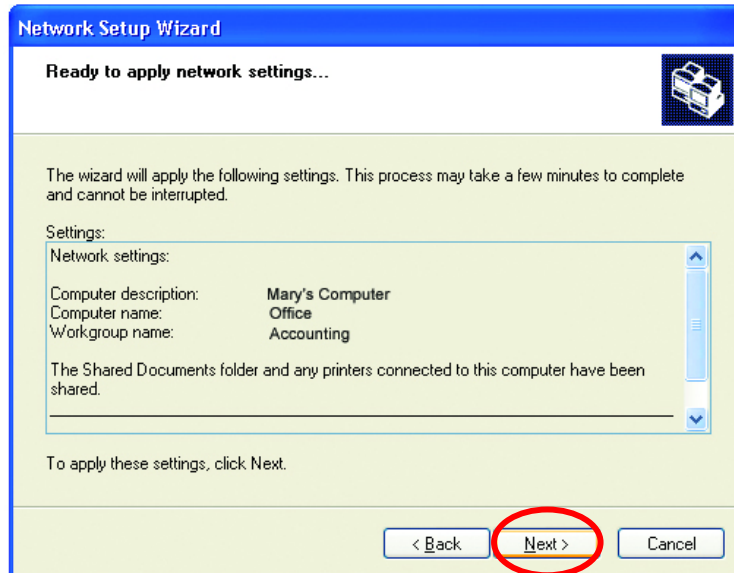 Network Setup Wizard
Ready to apply network settings...
The wizard will apply the following settings. This process may take a few minutes to complete
and cannot be interrupted.
Settings:
Network settings:
Computer description: Mary's Computer
Computer name: Office
Workgroup name: Accounting
The Shared Documents folder and any printers connected to this computer have been
shared.
To apply these settings, click Next.
< Back Next > Cancel